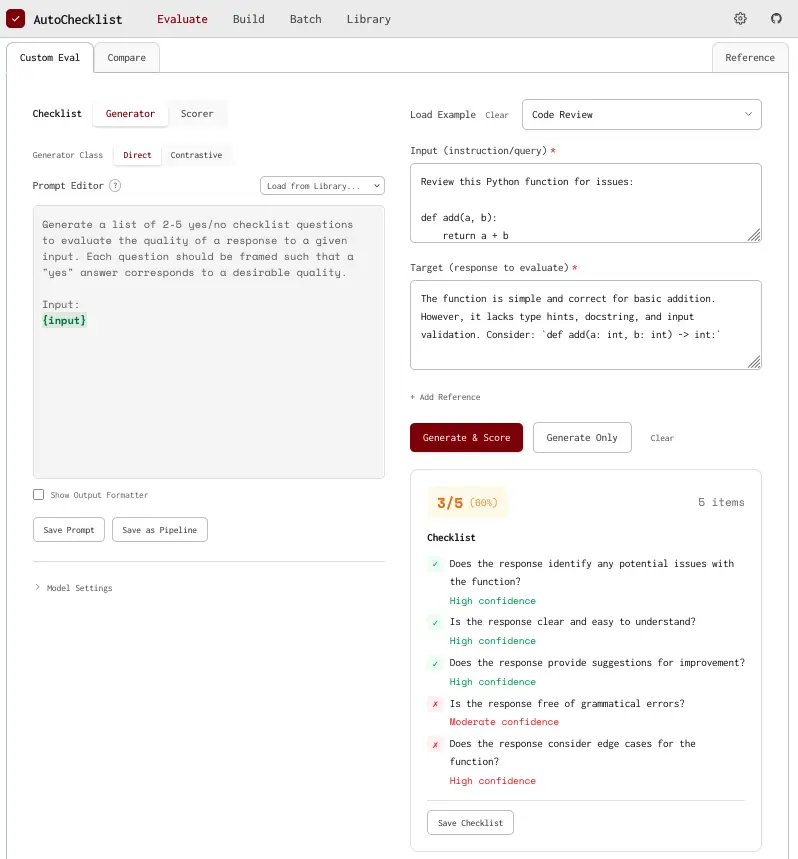 AutoChecklist Evaluate Build Batch Library
Custom Eval Compare Reference
Checklist Generator Scorer
Generator Class Direct Contrastive
Prompt Editor ? Load from Library...
Generate a list of 2-5 yes/no checklist questions
to evaluate the quality of a response to a given
input. Each question should be framed such that a
"yes" answer corresponds to a desirable quality.
Input:
{input}
Show Output Formatter
Save Prompt Save as Pipeline
Model Settings
Load Example Clear Code Review
Input (instruction/query) *
Review this Python function for issues:
def add(a, b):
return a + b
Target (response to evaluate) *
The function is simple and correct for basic addition.
However, it lacks type hints, docstring, and input
validation. Consider: `def add(a: int, b: int) -> int:`
+ Add Reference
Generate & Score Generate Only Clear
3/5 (60%) 5 items
Checklist
✓ Does the response identify any potential issues with
the function?
High confidence
✓ Is the response clear and easy to understand?
High confidence
✓ Does the response provide suggestions for improvement?
High confidence
✗ Is the response free of grammatical errors?
Moderate confidence
✗ Does the response consider edge cases for the
function?
High confidence
Save Checklist